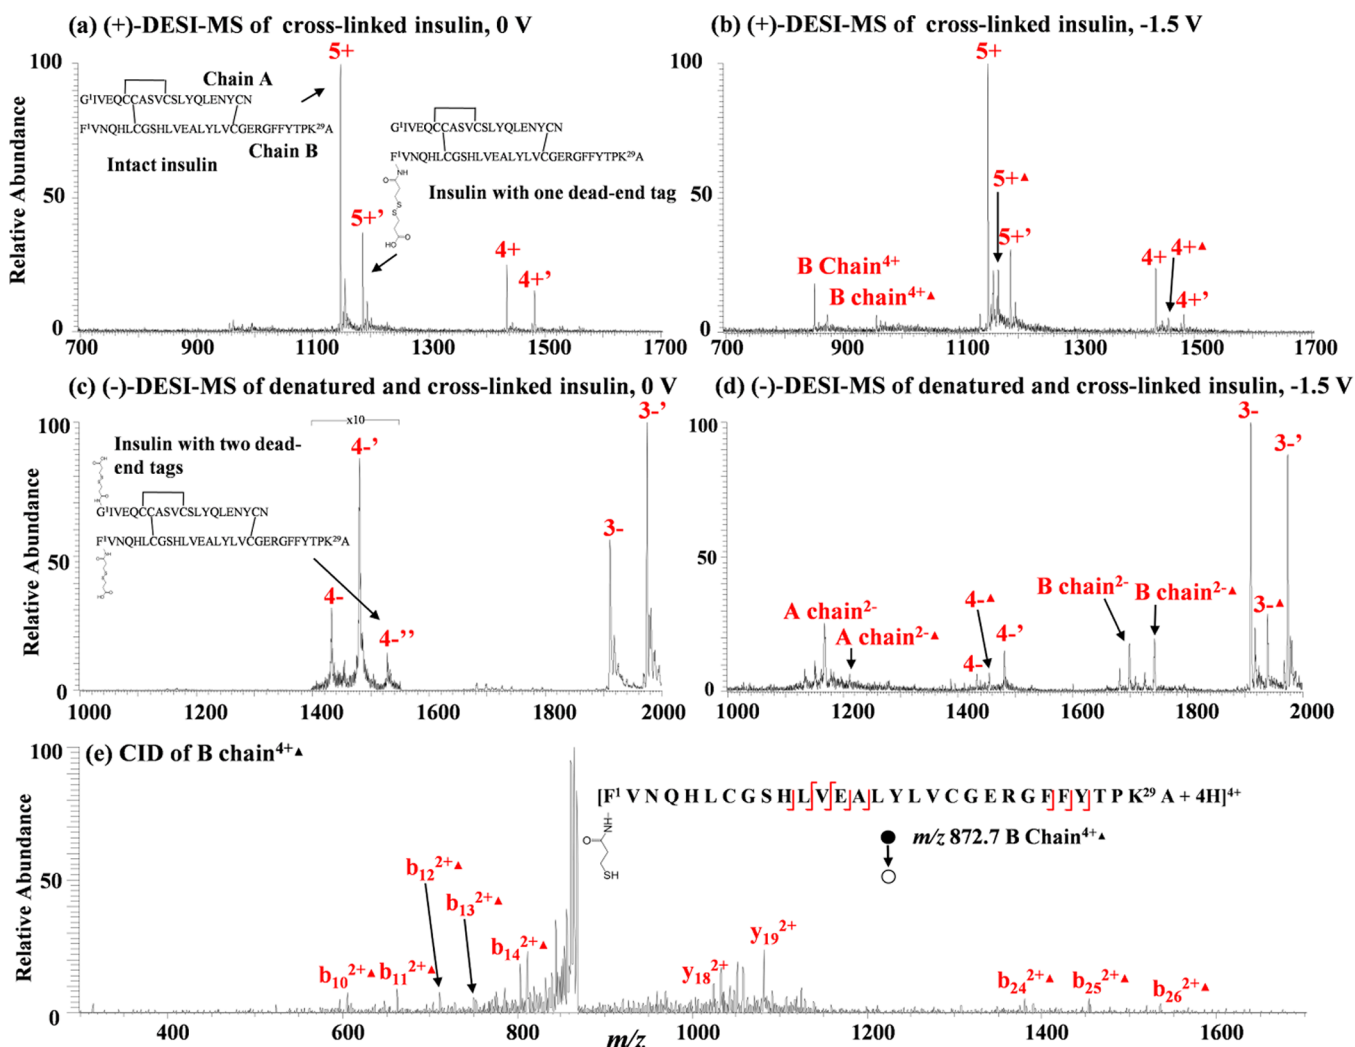 (a) (+)-DESI-MS of cross-linked insulin, 0 V
Relative Abundance
100
50
0
5+
Chain A
G¹IVEQCCASVCSLYQLENYCN
F¹VNQHLCGSHLVEALYLVCGERGFFYTPK²⁹A
Chain B
Intact insulin
G¹IVEQCCASVCSLYQLENYCN
F¹VNQHLCGSHLVEALYLVCGERGFFYTPK²⁹A
NH
O
S
S
HO
O
Insulin with one dead-end tag
5+’
4+
4+’
700 900 1100 1300 1500 1700
(b) (+)-DESI-MS of cross-linked insulin, -1.5 V
100
50
0
5+
5+▲
5+’
B Chain⁴⁺
B chain⁴⁺▲
4+
4+▲
4+’
700 900 1100 1300 1500 1700
(c) (-)-DESI-MS of denatured and cross-linked insulin, 0 V
Relative Abundance
100
50
0
x10
Insulin with two dead-
end tags
G¹IVEQCCASVCSLYQLENYCN
F¹VNQHLCGSHLVEALYLVCGERGFFYTPK²⁹A
4-
4-’
4-’’
3-
3-’
1000 1200 1400 1600 1800 2000
(d) (-)-DESI-MS of denatured and cross-linked insulin, -1.5 V
100
50
0
A chain²⁻
A chain²⁻▲
4-▲
4-
4-’
B chain²⁻
B chain²⁻▲
3-
3-▲
3-’
1000 1200 1400 1600 1800 2000
(e) CID of B chain⁴⁺▲
Relative Abundance
100
50
0
[F¹ V N Q H L C G S H L V E A L Y L V C G E R G F F Y T P K²⁹ A + 4H]⁴⁺
H
N
O
SH
m/z 872.7 B Chain⁴⁺▲
b₁₀²⁺▲
b₁₁²⁺▲
b₁₂²⁺▲
b₁₃²⁺▲
b₁₄²⁺▲
y₁₈²⁺
y₁₉²⁺
b₂₄²⁺▲
b₂₅²⁺▲
b₂₆²⁺▲
400 600 800 1000 1200 1400 1600
m/z